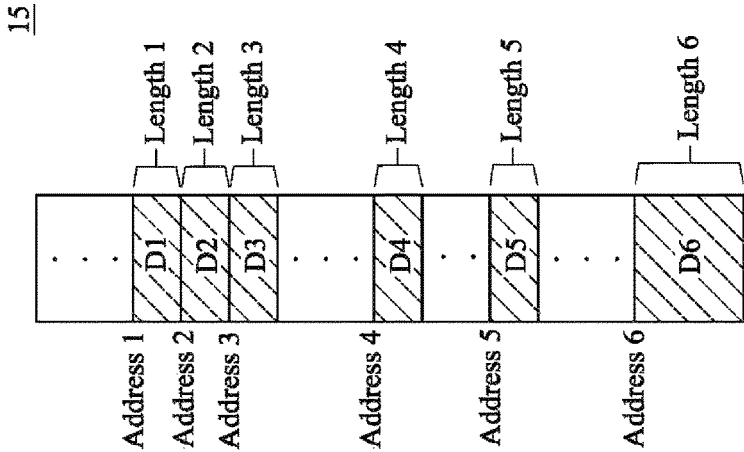 15
Address 1
D1
Length 1
Address 2
D2
Length 2
Address 3
D3
Length 3
Address 4
D4
Length 4
Address 5
D5
Length 5
Address 6
D6
Length 6